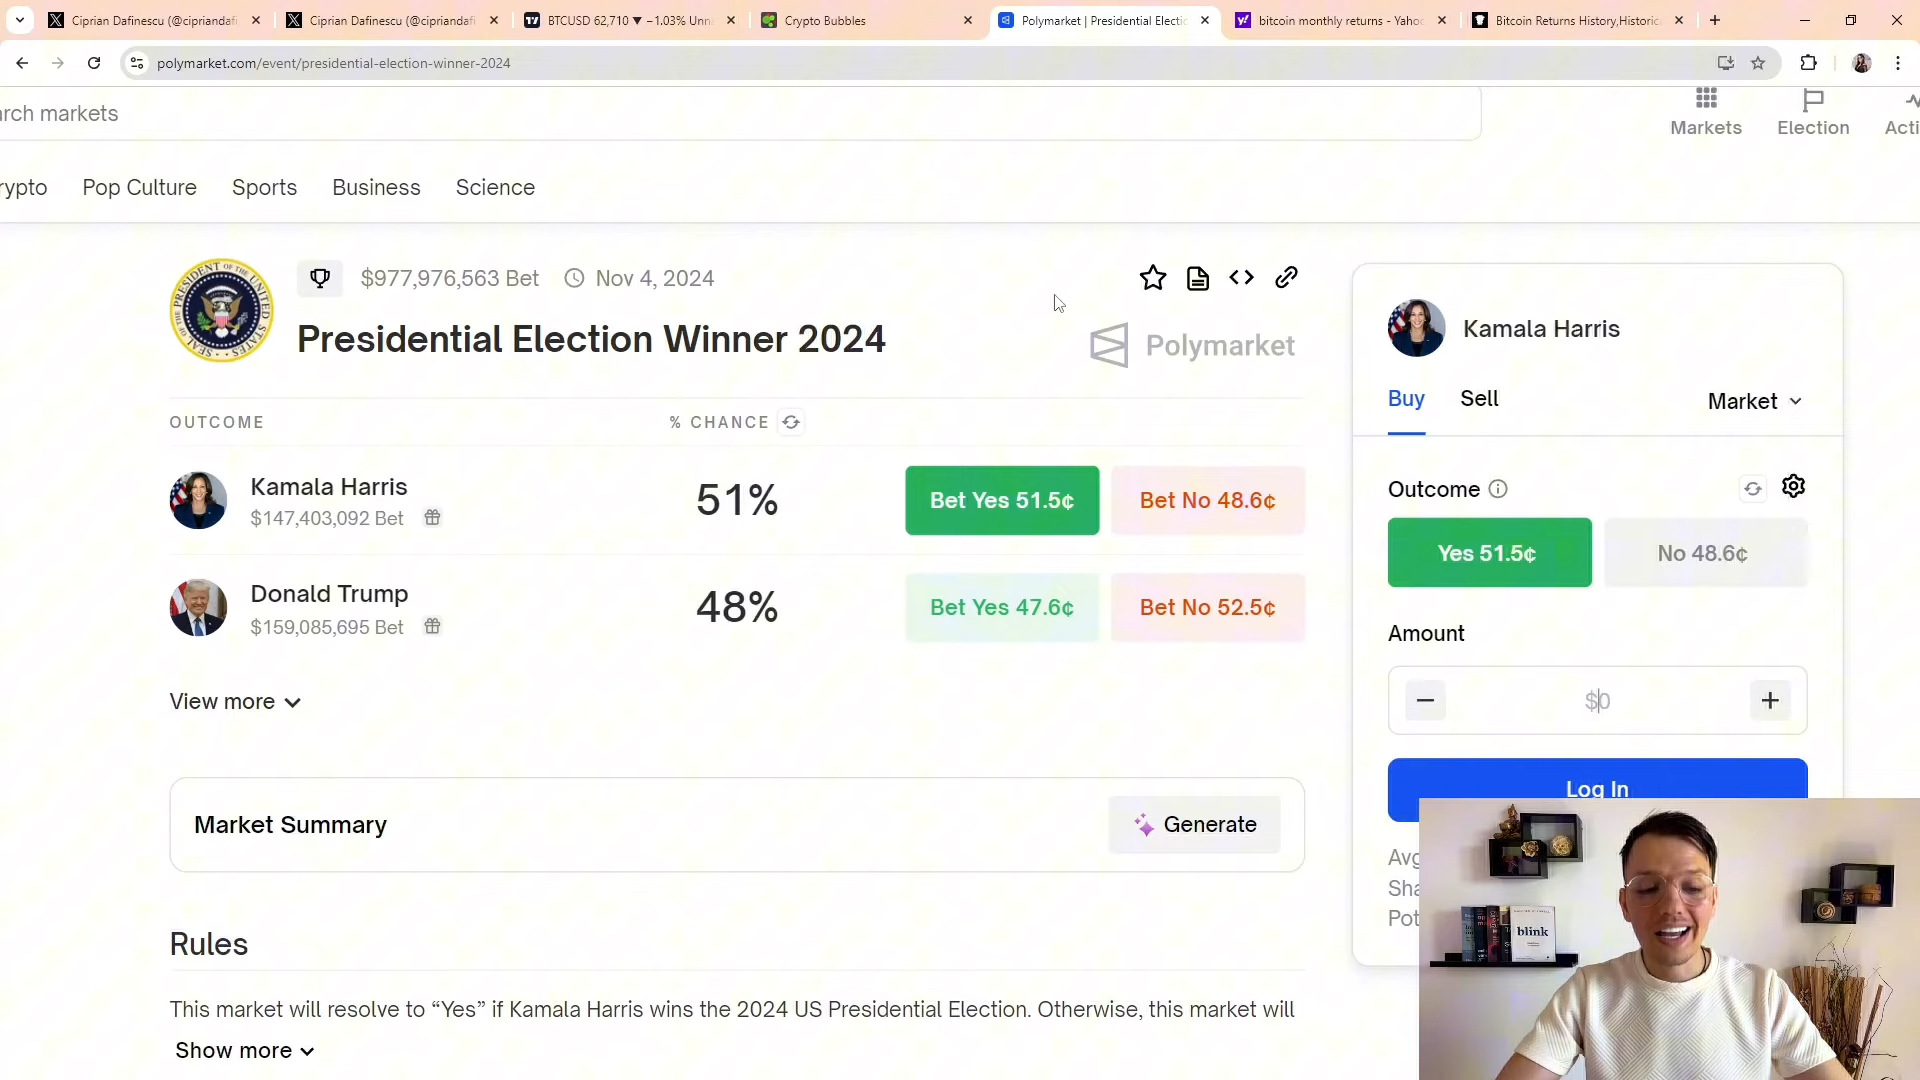 Ciprian Dafinescu (@cipriandafi
Ciprian Dafinescu (@cipriandafi
BTCUSD 62,710 ▼ −1.03% Unn
Crypto Bubbles
Polymarket | Presidential Electio
bitcoin monthly returns - Yahoo
Bitcoin Returns History,Historic
polymarket.com/event/presidential-election-winner-2024
rch markets
Markets
Election
Acti
rypto
Pop Culture
Sports
Business
Science
$977,976,563 Bet
Nov 4, 2024
Presidential Election Winner 2024
Polymarket
OUTCOME
% CHANCE
Kamala Harris
$147,403,092 Bet
51%
Bet Yes 51.5¢
Bet No 48.6¢
Donald Trump
$159,085,695 Bet
48%
Bet Yes 47.6¢
Bet No 52.5¢
View more
Market Summary
Generate
Rules
This market will resolve to “Yes” if Kamala Harris wins the 2024 US Presidential Election. Otherwise, this market will
Show more
Kamala Harris
Buy
Sell
Market
Outcome
Yes 51.5¢
No 48.6¢
Amount
$0
Log In
Avg
Sha
Pot
blink